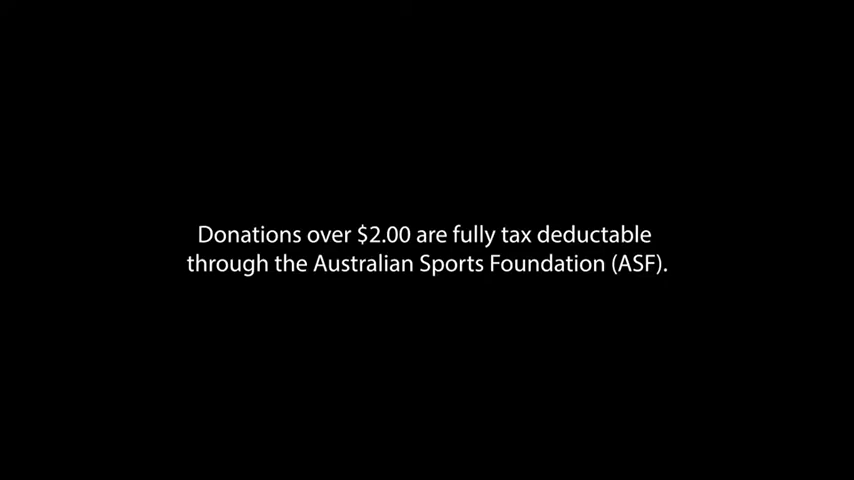 Donations over $2.00 are fully tax deductable
through the Australian Sports Foundation (ASF).